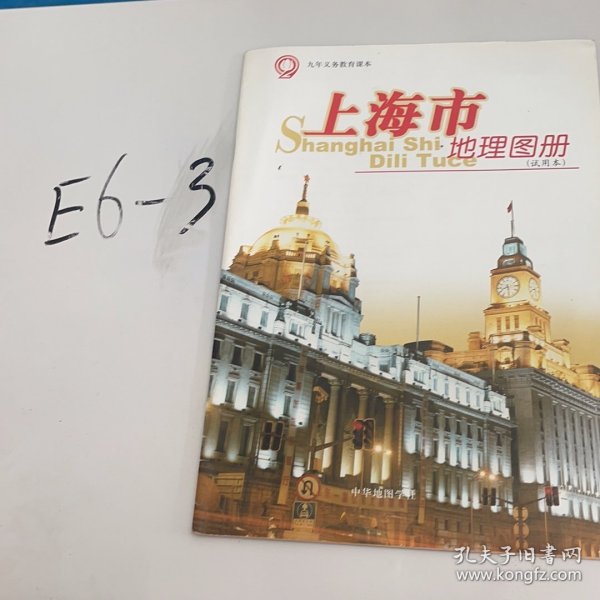 九年义务教育课本
上海市
Shanghai Shi
地理图册
Dili Tuce
(试用本)
E6-3
中华地图学社
孔夫子旧书网
www.kongfz.com